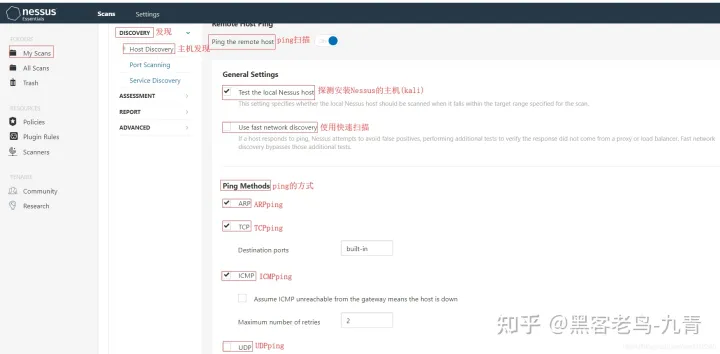 nessus Essentials Scans Settings
FOLDERS
My Scans
All Scans
Trash
RESOURCES
Policies
Plugin Rules
Scanners
TENABLE
Community
Research
DISCOVERY 发现
Host Discovery 主机发现
Port Scanning
Service Discovery
ASSESSMENT
REPORT
ADVANCED
Remote Host Ping
Ping the remote host ping扫描
General Settings
Test the local Nessus host 探测安装Nessus的主机(kali)
This setting specifies whether the local Nessus host should be scanned when it falls within the target range specified for the scan.
Use fast network discovery 使用快速扫描
If a host responds to ping, Nessus attempts to avoid false positives, performing additional tests to verify the response did not come from a proxy or load balancer. Fast network
discovery bypasses those additional tests.
Ping Methods ping的方式
ARP ARPping
TCP TCPping
Destination ports built-in
ICMP ICMPping
Assume ICMP unreachable from the gateway means the host is down
Maximum number of retries 2
UDP UDPping
知乎 @黑客老鸟-九青